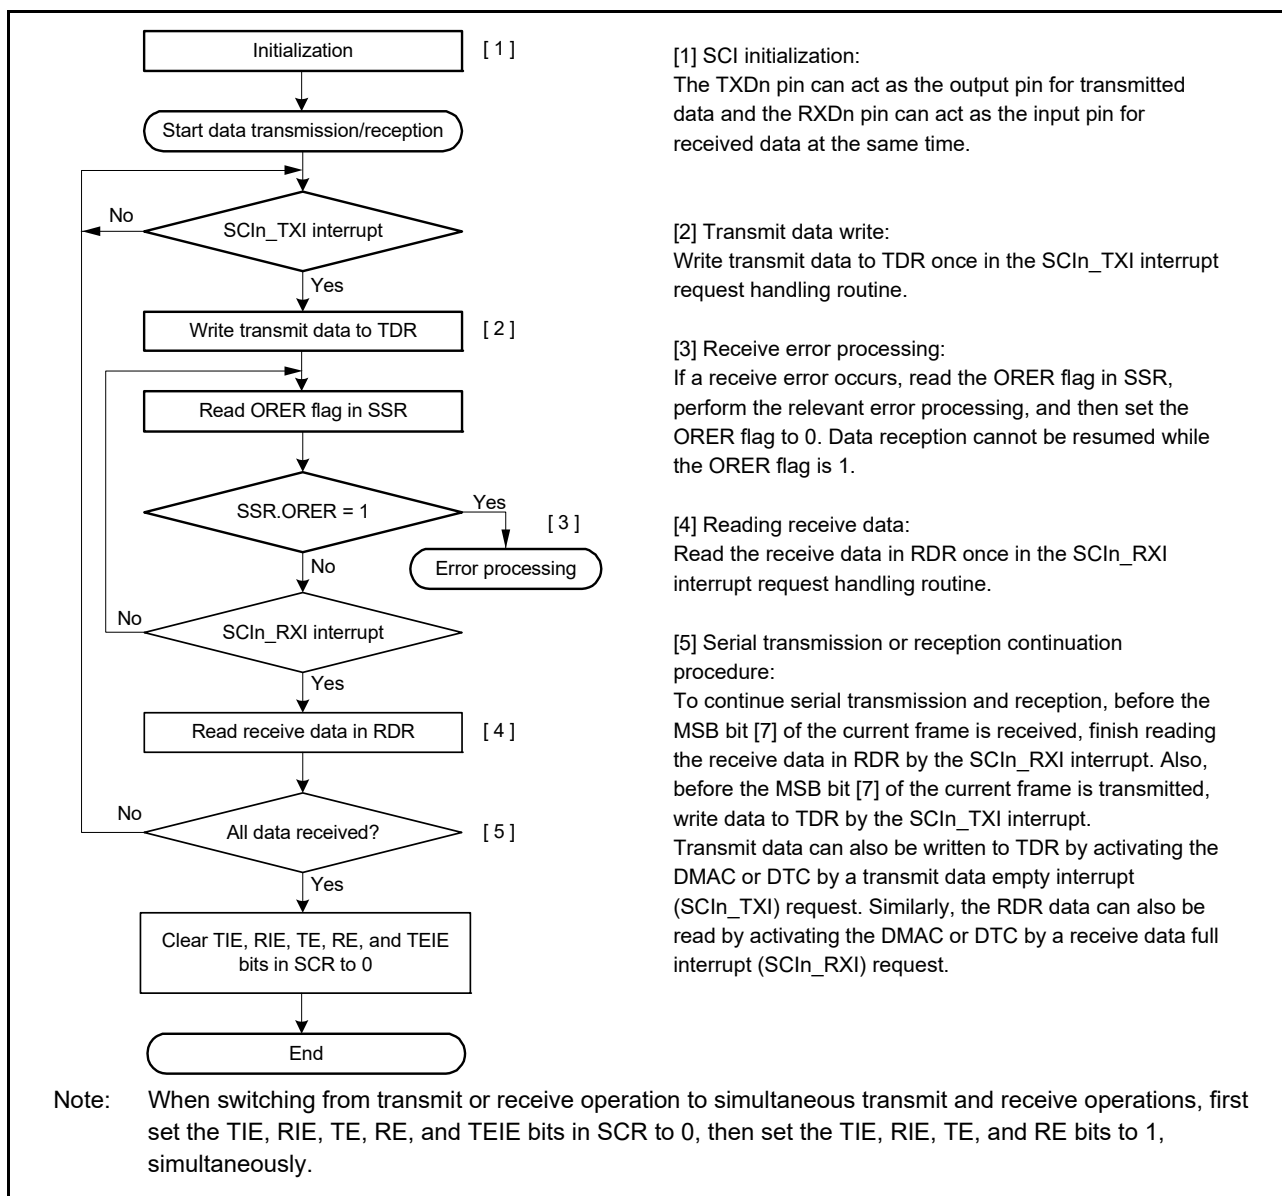 Initialization
[ 1 ]
Start data transmission/reception
No
SCIn_TXI interrupt
Yes
Write transmit data to TDR
[ 2 ]
Read ORER flag in SSR
SSR.ORER = 1
Yes
[ 3 ]
Error processing
No
No
SCIn_RXI interrupt
Yes
Read receive data in RDR
[ 4 ]
No
All data received?
[ 5 ]
Yes
Clear TIE, RIE, TE, RE, and TEIE
bits in SCR to 0
End
[1] SCI initialization:
The TXDn pin can act as the output pin for transmitted
data and the RXDn pin can act as the input pin for
received data at the same time.
[2] Transmit data write:
Write transmit data to TDR once in the SCIn_TXI interrupt
request handling routine.
[3] Receive error processing:
If a receive error occurs, read the ORER flag in SSR,
perform the relevant error processing, and then set the
ORER flag to 0. Data reception cannot be resumed while
the ORER flag is 1.
[4] Reading receive data:
Read the receive data in RDR once in the SCIn_RXI
interrupt request handling routine.
[5] Serial transmission or reception continuation
procedure:
To continue serial transmission and reception, before the
MSB bit [7] of the current frame is received, finish reading
the receive data in RDR by the SCIn_RXI interrupt. Also,
before the MSB bit [7] of the current frame is transmitted,
write data to TDR by the SCIn_TXI interrupt.
Transmit data can also be written to TDR by activating the
DMAC or DTC by a transmit data empty interrupt
(SCIn_TXI) request. Similarly, the RDR data can also be
read by activating the DMAC or DTC by a receive data full
interrupt (SCIn_RXI) request.
Note: When switching from transmit or receive operation to simultaneous transmit and receive operations, first
set the TIE, RIE, TE, RE, and TEIE bits in SCR to 0, then set the TIE, RIE, TE, and RE bits to 1,
simultaneously.